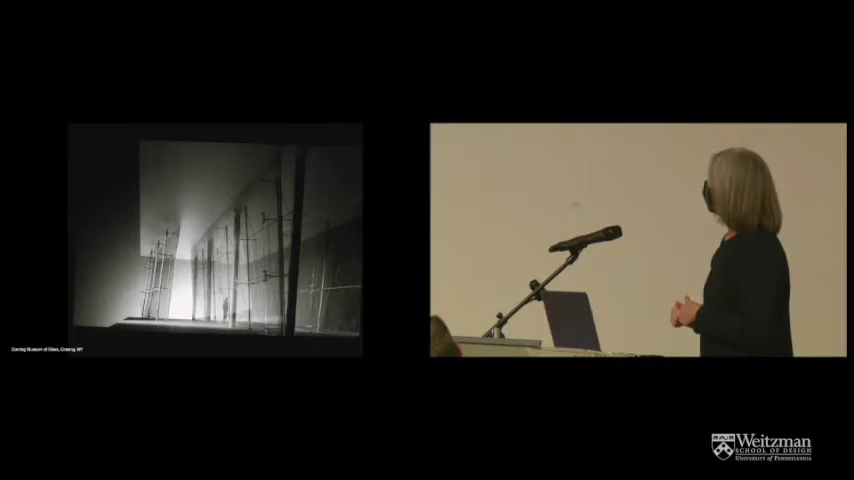 Corning Museum of Glass, Corning, NY
Weitzman
SCHOOL OF DESIGN
UNIVERSITY of PENNSYLVANIA